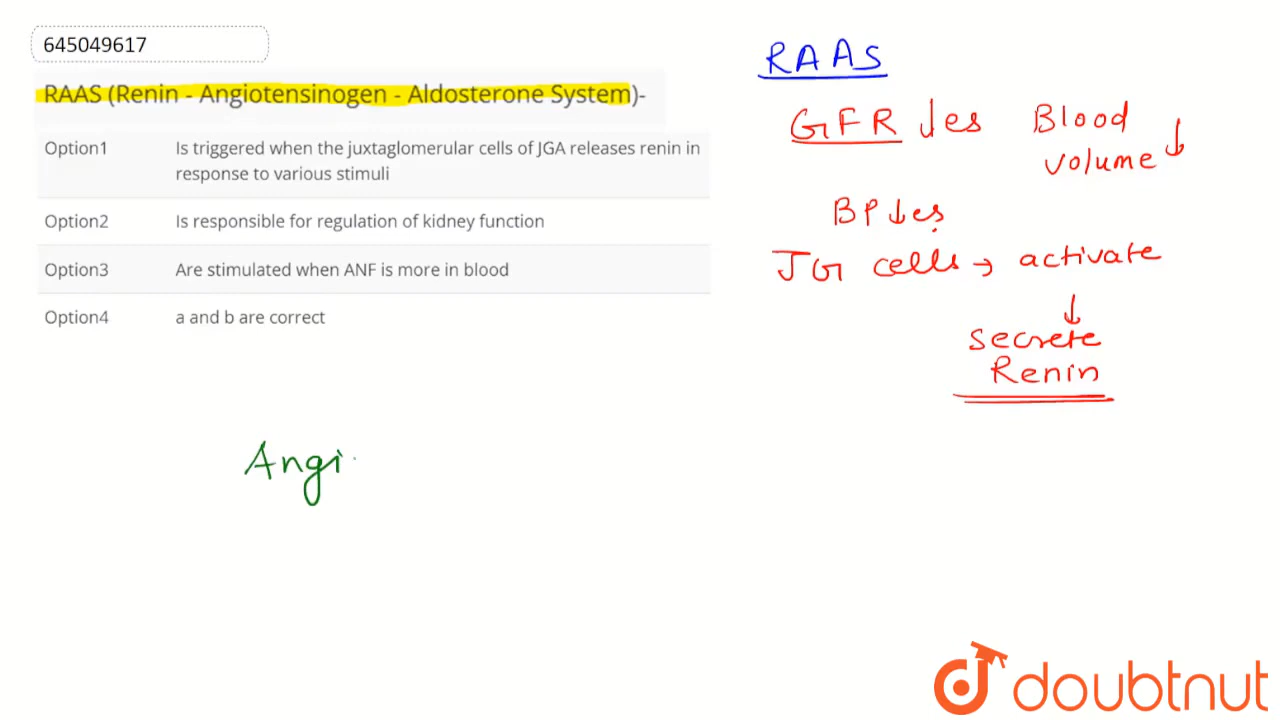 645049617
RAAS (Renin - Angiotensinogen - Aldosterone System)-
Option1 Is triggered when the juxtaglomerular cells of JGA releases renin in
response to various stimuli
Option2 Is responsible for regulation of kidney function
Option3 Are stimulated when ANF is more in blood
Option4 a and b are correct
RAAS
GFR ↓es Blood
volume ↓
BP↓es
JG cells → activate
↓
secrete
Renin
Angi
doubtnut